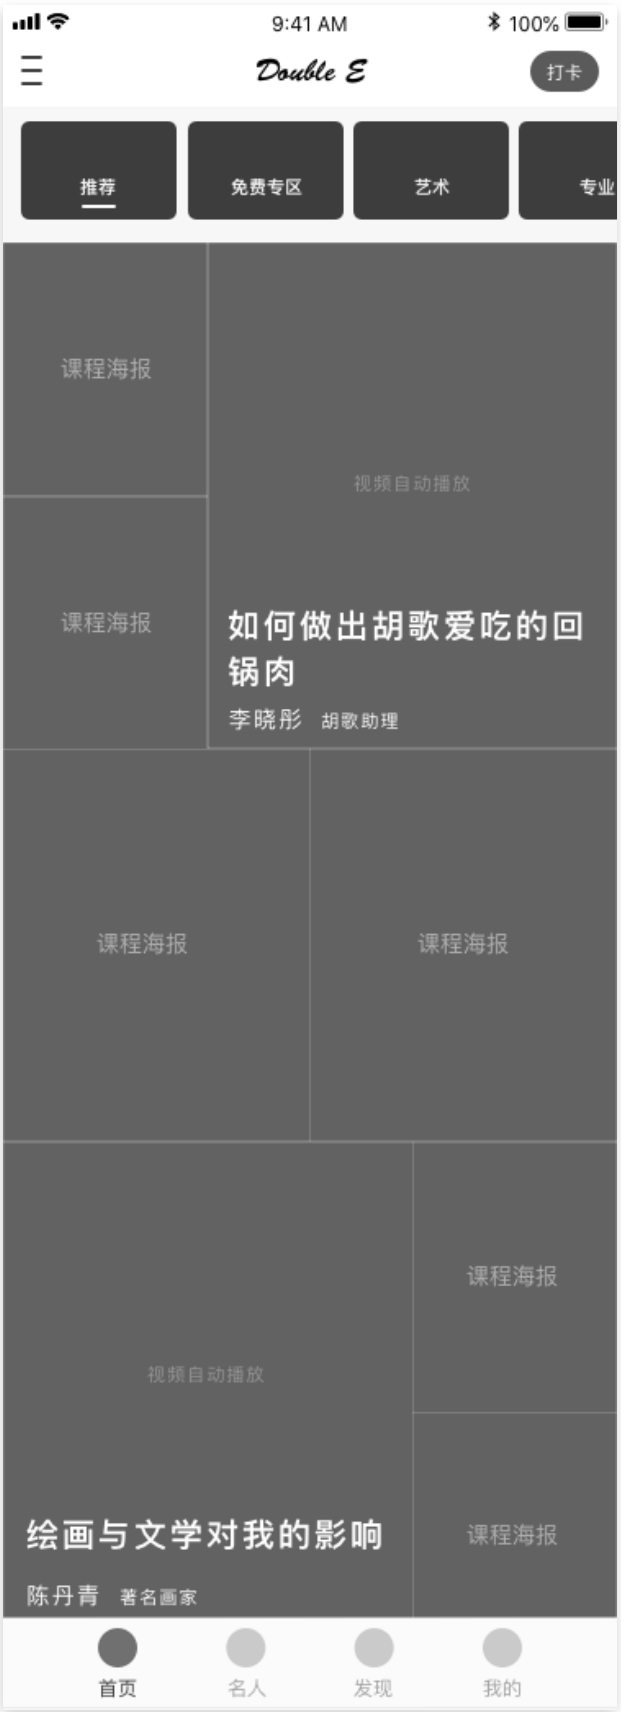 9:41 AM
100%
Double E
打卡
推荐
免费专区
艺术
专业
课程海报
视频自动播放
课程海报
如何做出胡歌爱吃的回
锅肉
李晓彤 胡歌助理
课程海报
课程海报
课程海报
视频自动播放
绘画与文学对我的影响
课程海报
陈丹青 著名画家
首页
名人
发现
我的